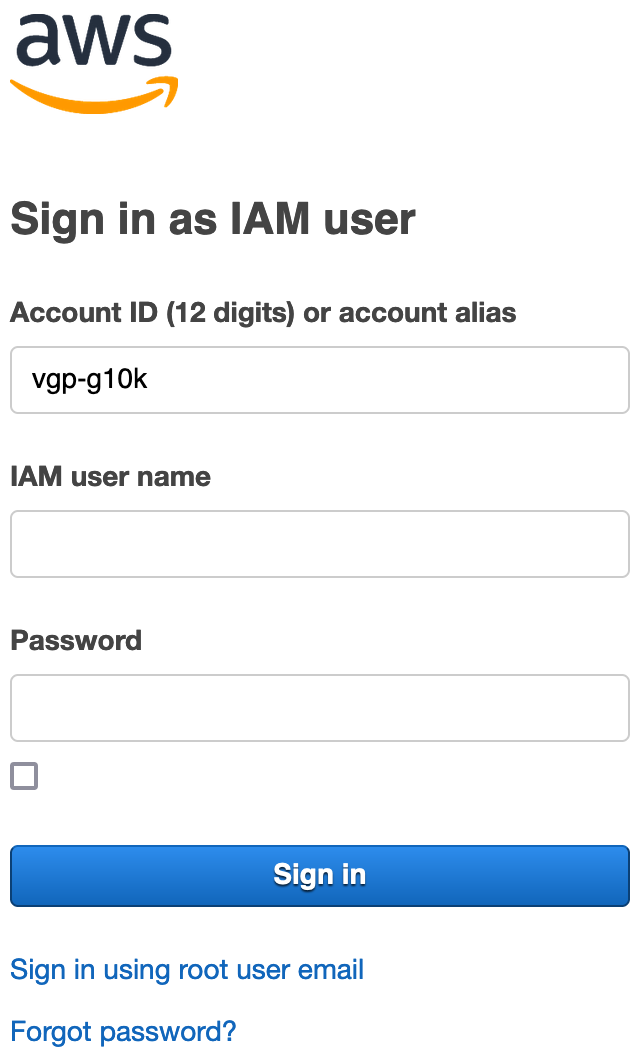 aws
Sign in as IAM user
Account ID (12 digits) or account alias
vgp-g10k
IAM user name
Password
Sign in
Sign in using root user email
Forgot password?